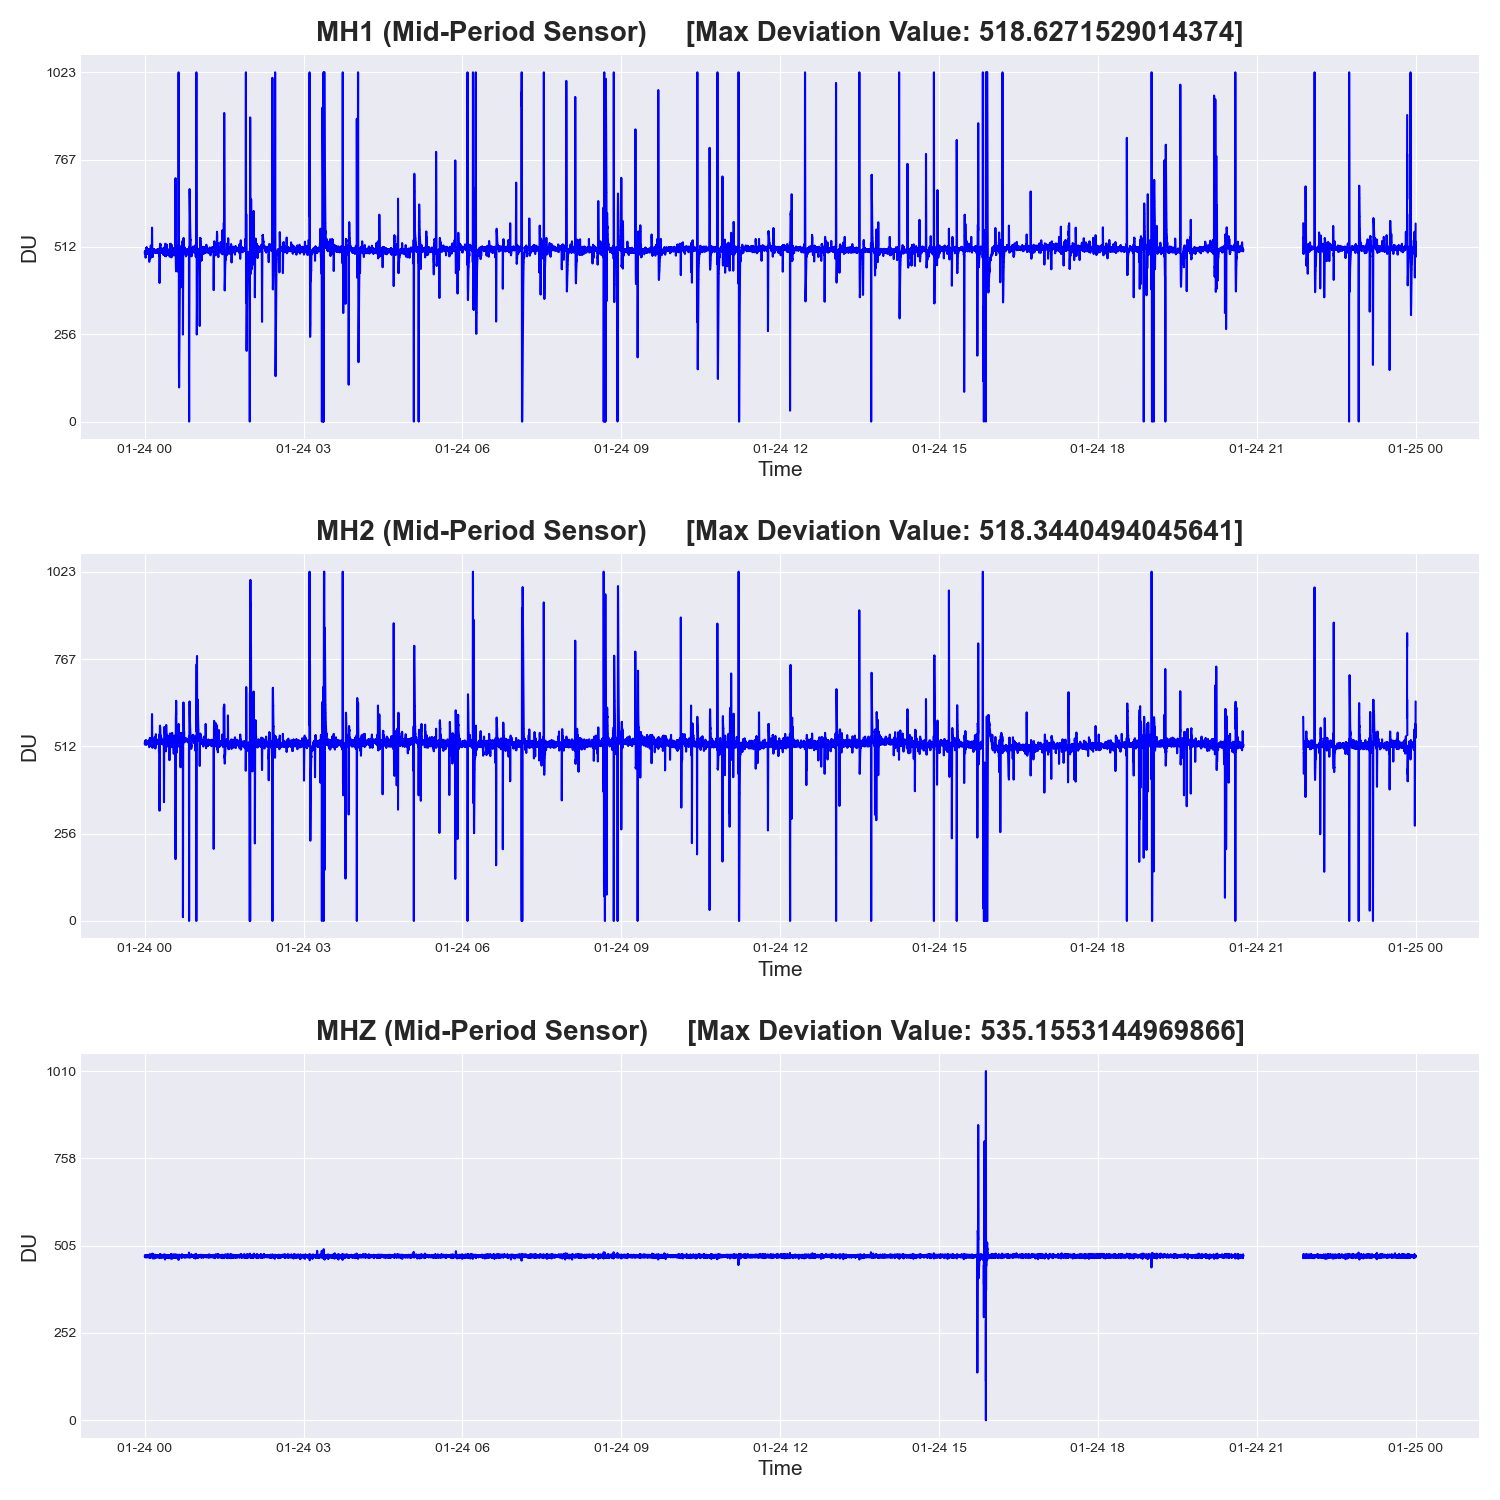 MH1 (Mid-Period Sensor) [Max Deviation Value: 518.6271529014374]
1023
767
512
256
0
DU
01-24 00 01-24 03 01-24 06 01-24 09 01-24 12 01-24 15 01-24 18 01-24 21 01-25 00
Time
MH2 (Mid-Period Sensor) [Max Deviation Value: 518.3440494045641]
1023
767
512
256
0
DU
01-24 00 01-24 03 01-24 06 01-24 09 01-24 12 01-24 15 01-24 18 01-24 21 01-25 00
Time
MHZ (Mid-Period Sensor) [Max Deviation Value: 535.1553144969866]
1010
758
505
252
0
DU
01-24 00 01-24 03 01-24 06 01-24 09 01-24 12 01-24 15 01-24 18 01-24 21 01-25 00
Time